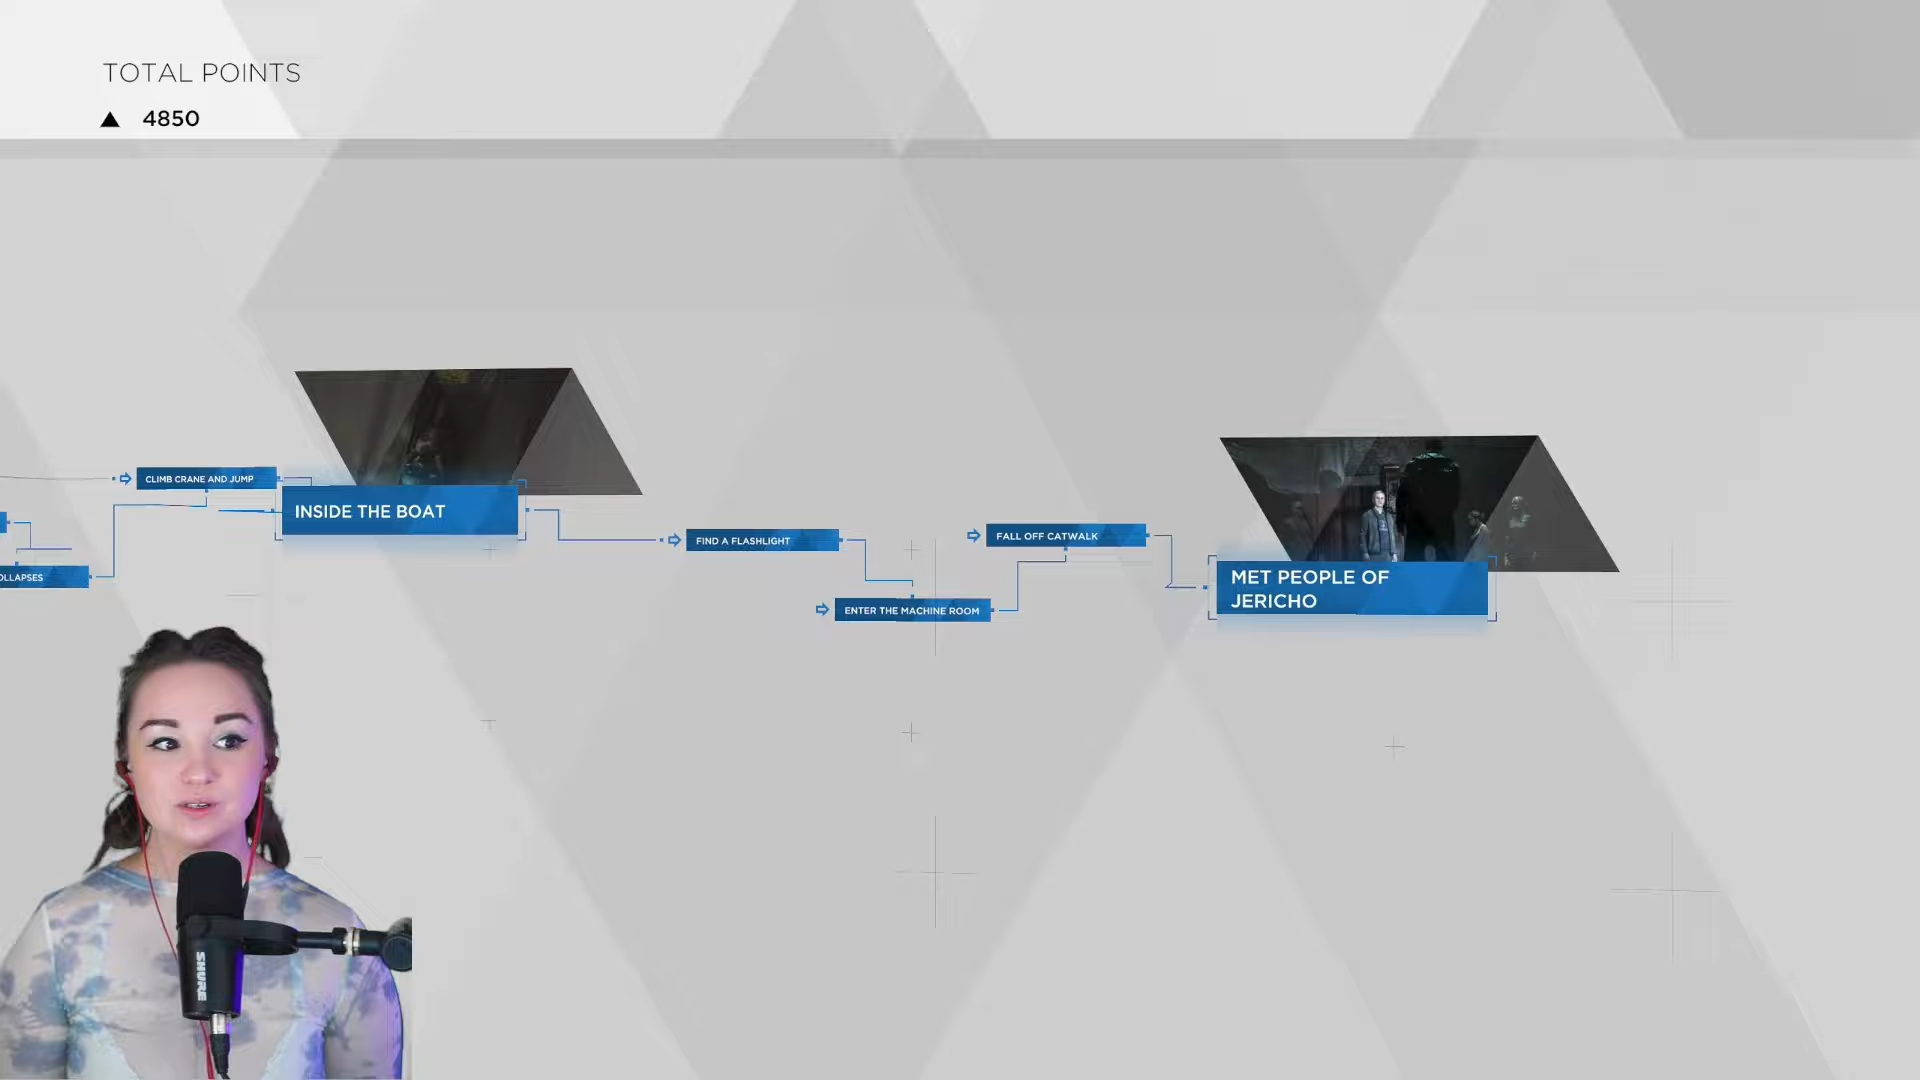 TOTAL POINTS
4850
CLIMB CRANE AND JUMP
INSIDE THE BOAT
OLLAPSES
FIND A FLASHLIGHT
ENTER THE MACHINE ROOM
FALL OFF CATWALK
MET PEOPLE OF
JERICHO
SHURE